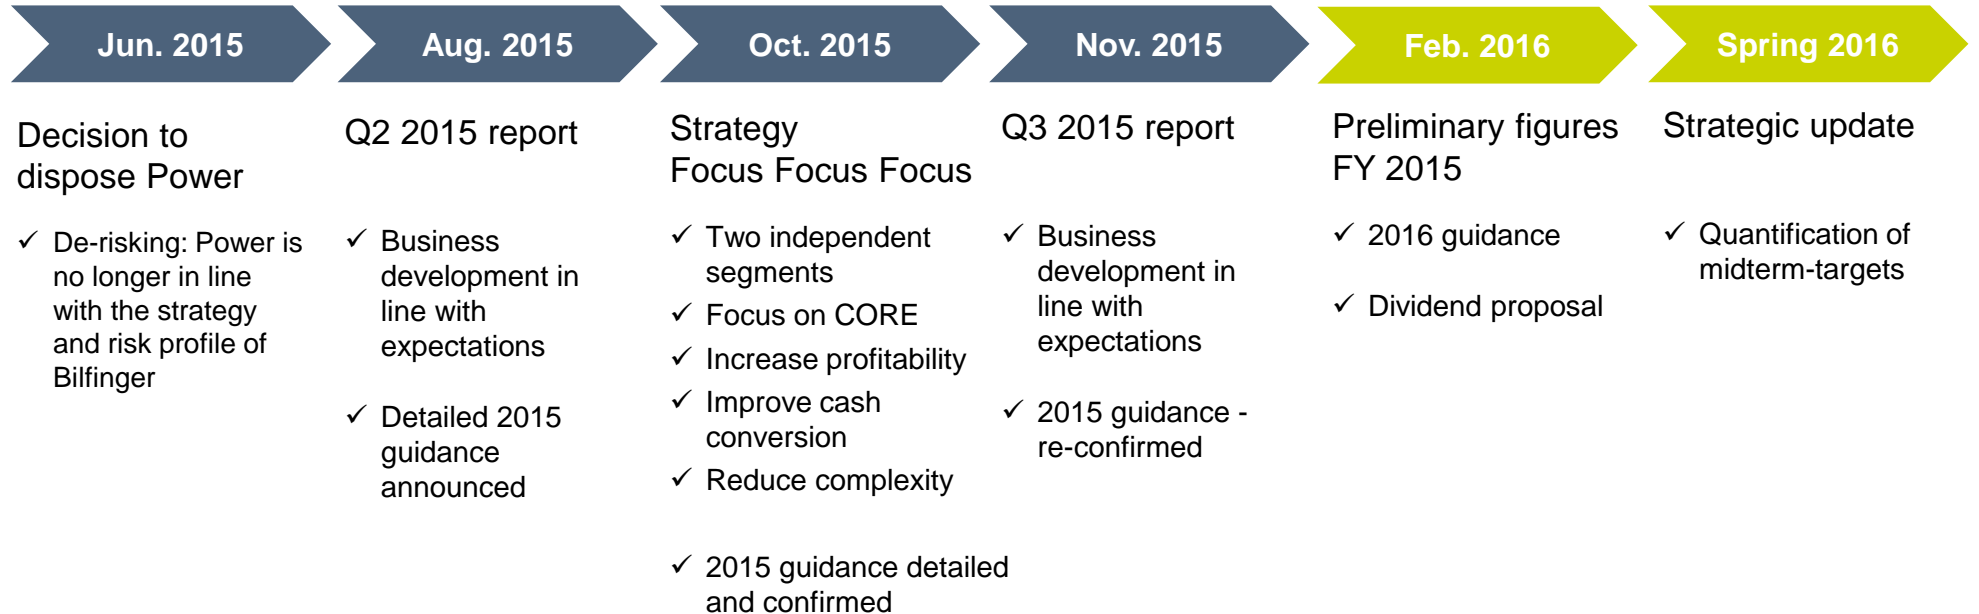 Jun. 2015
Aug. 2015
Oct. 2015
Nov. 2015
Feb. 2016
Spring 2016
Decision to
dispose Power
✓ De-risking: Power is
no longer in line
with the strategy
and risk profile of
Bilfinger
Q2 2015 report
✓ Business
development in
line with
expectations
✓ Detailed 2015
guidance
announced
Strategy
Focus Focus Focus
✓ Two independent
segments
✓ Focus on CORE
✓ Increase profitability
✓ Improve cash
conversion
✓ Reduce complexity
✓ 2015 guidance detailed
and confirmed
Q3 2015 report
✓ Business
development in
line with
expectations
✓ 2015 guidance -
re-confirmed
Preliminary figures
FY 2015
✓ 2016 guidance
✓ Dividend proposal
Strategic update
✓ Quantification of
midterm-targets